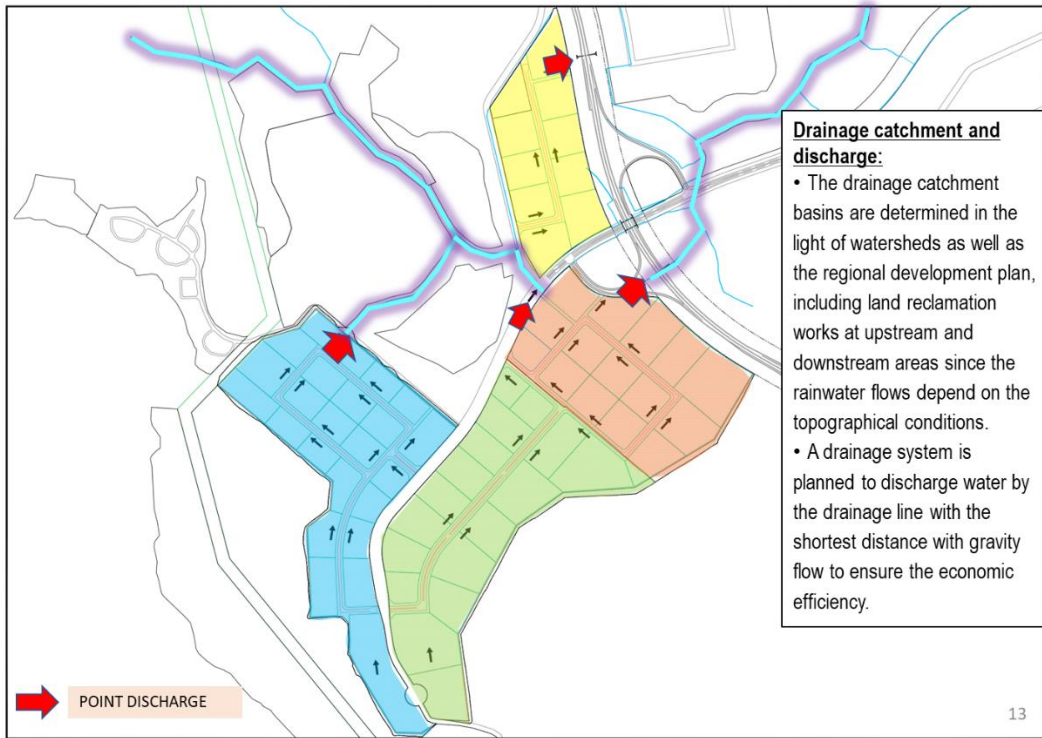 Drainage catchment and
discharge:
• The drainage catchment
basins are determined in the
light of watersheds as well as
the regional development plan,
including land reclamation
works at upstream and
downstream areas since the
rainwater flows depend on the
topographical conditions.
• A drainage system is
planned to discharge water by
the drainage line with the
shortest distance with gravity
flow to ensure the economic
efficiency.
POINT DISCHARGE
13